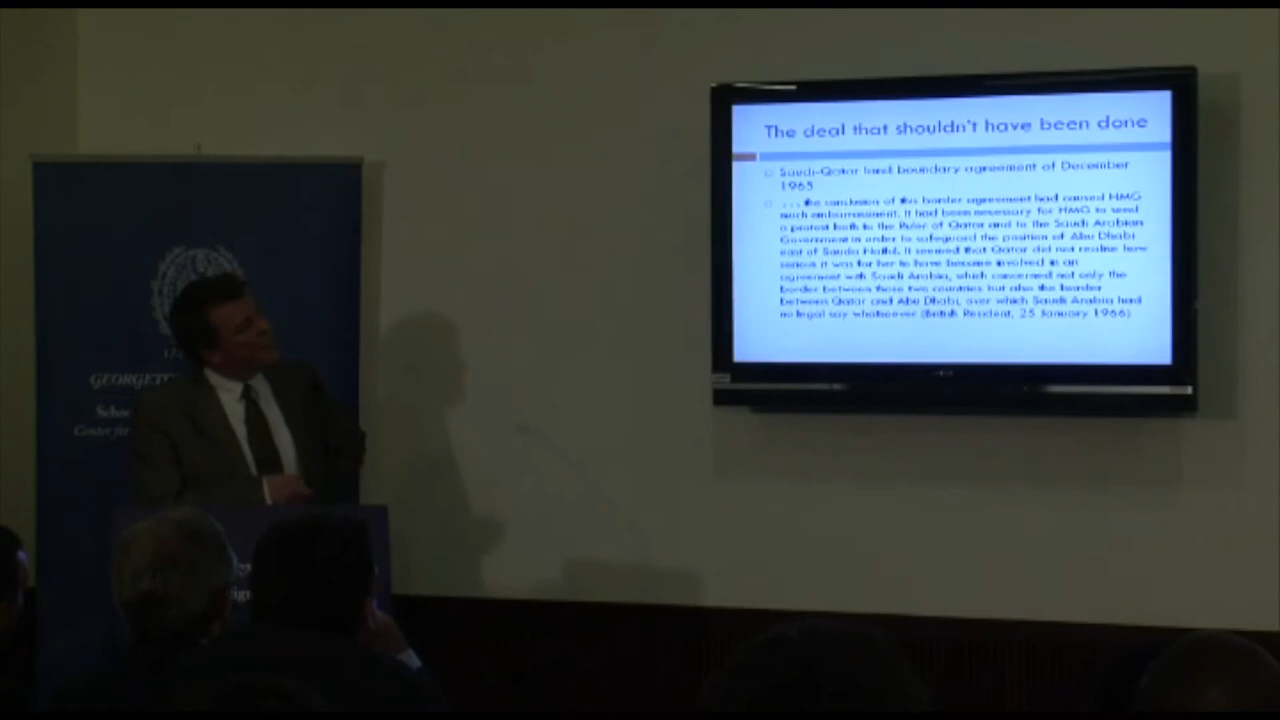 The deal that shouldn't have been done
Saudi-Qatar land boundary agreement of December
1965
... the conclusion of this border agreement had caused HMG
much embarrassment. It had been necessary for HMG to send
a protest both to the Ruler of Qatar and to the Saudi Arabian
Government in order to safeguard the position of Abu Dhabi
east of Sauda Nathil. It seemed that Qatar did not realise how
serious it was for her to have become involved in an
agreement with Saudi Arabia, which concerned not only the
border between those two countries but also the border
between Qatar and Abu Dhabi, over which Saudi Arabia had
no legal say whatsoever (British Resident, 25 January 1966)
GEORGET
Schoo
Center for